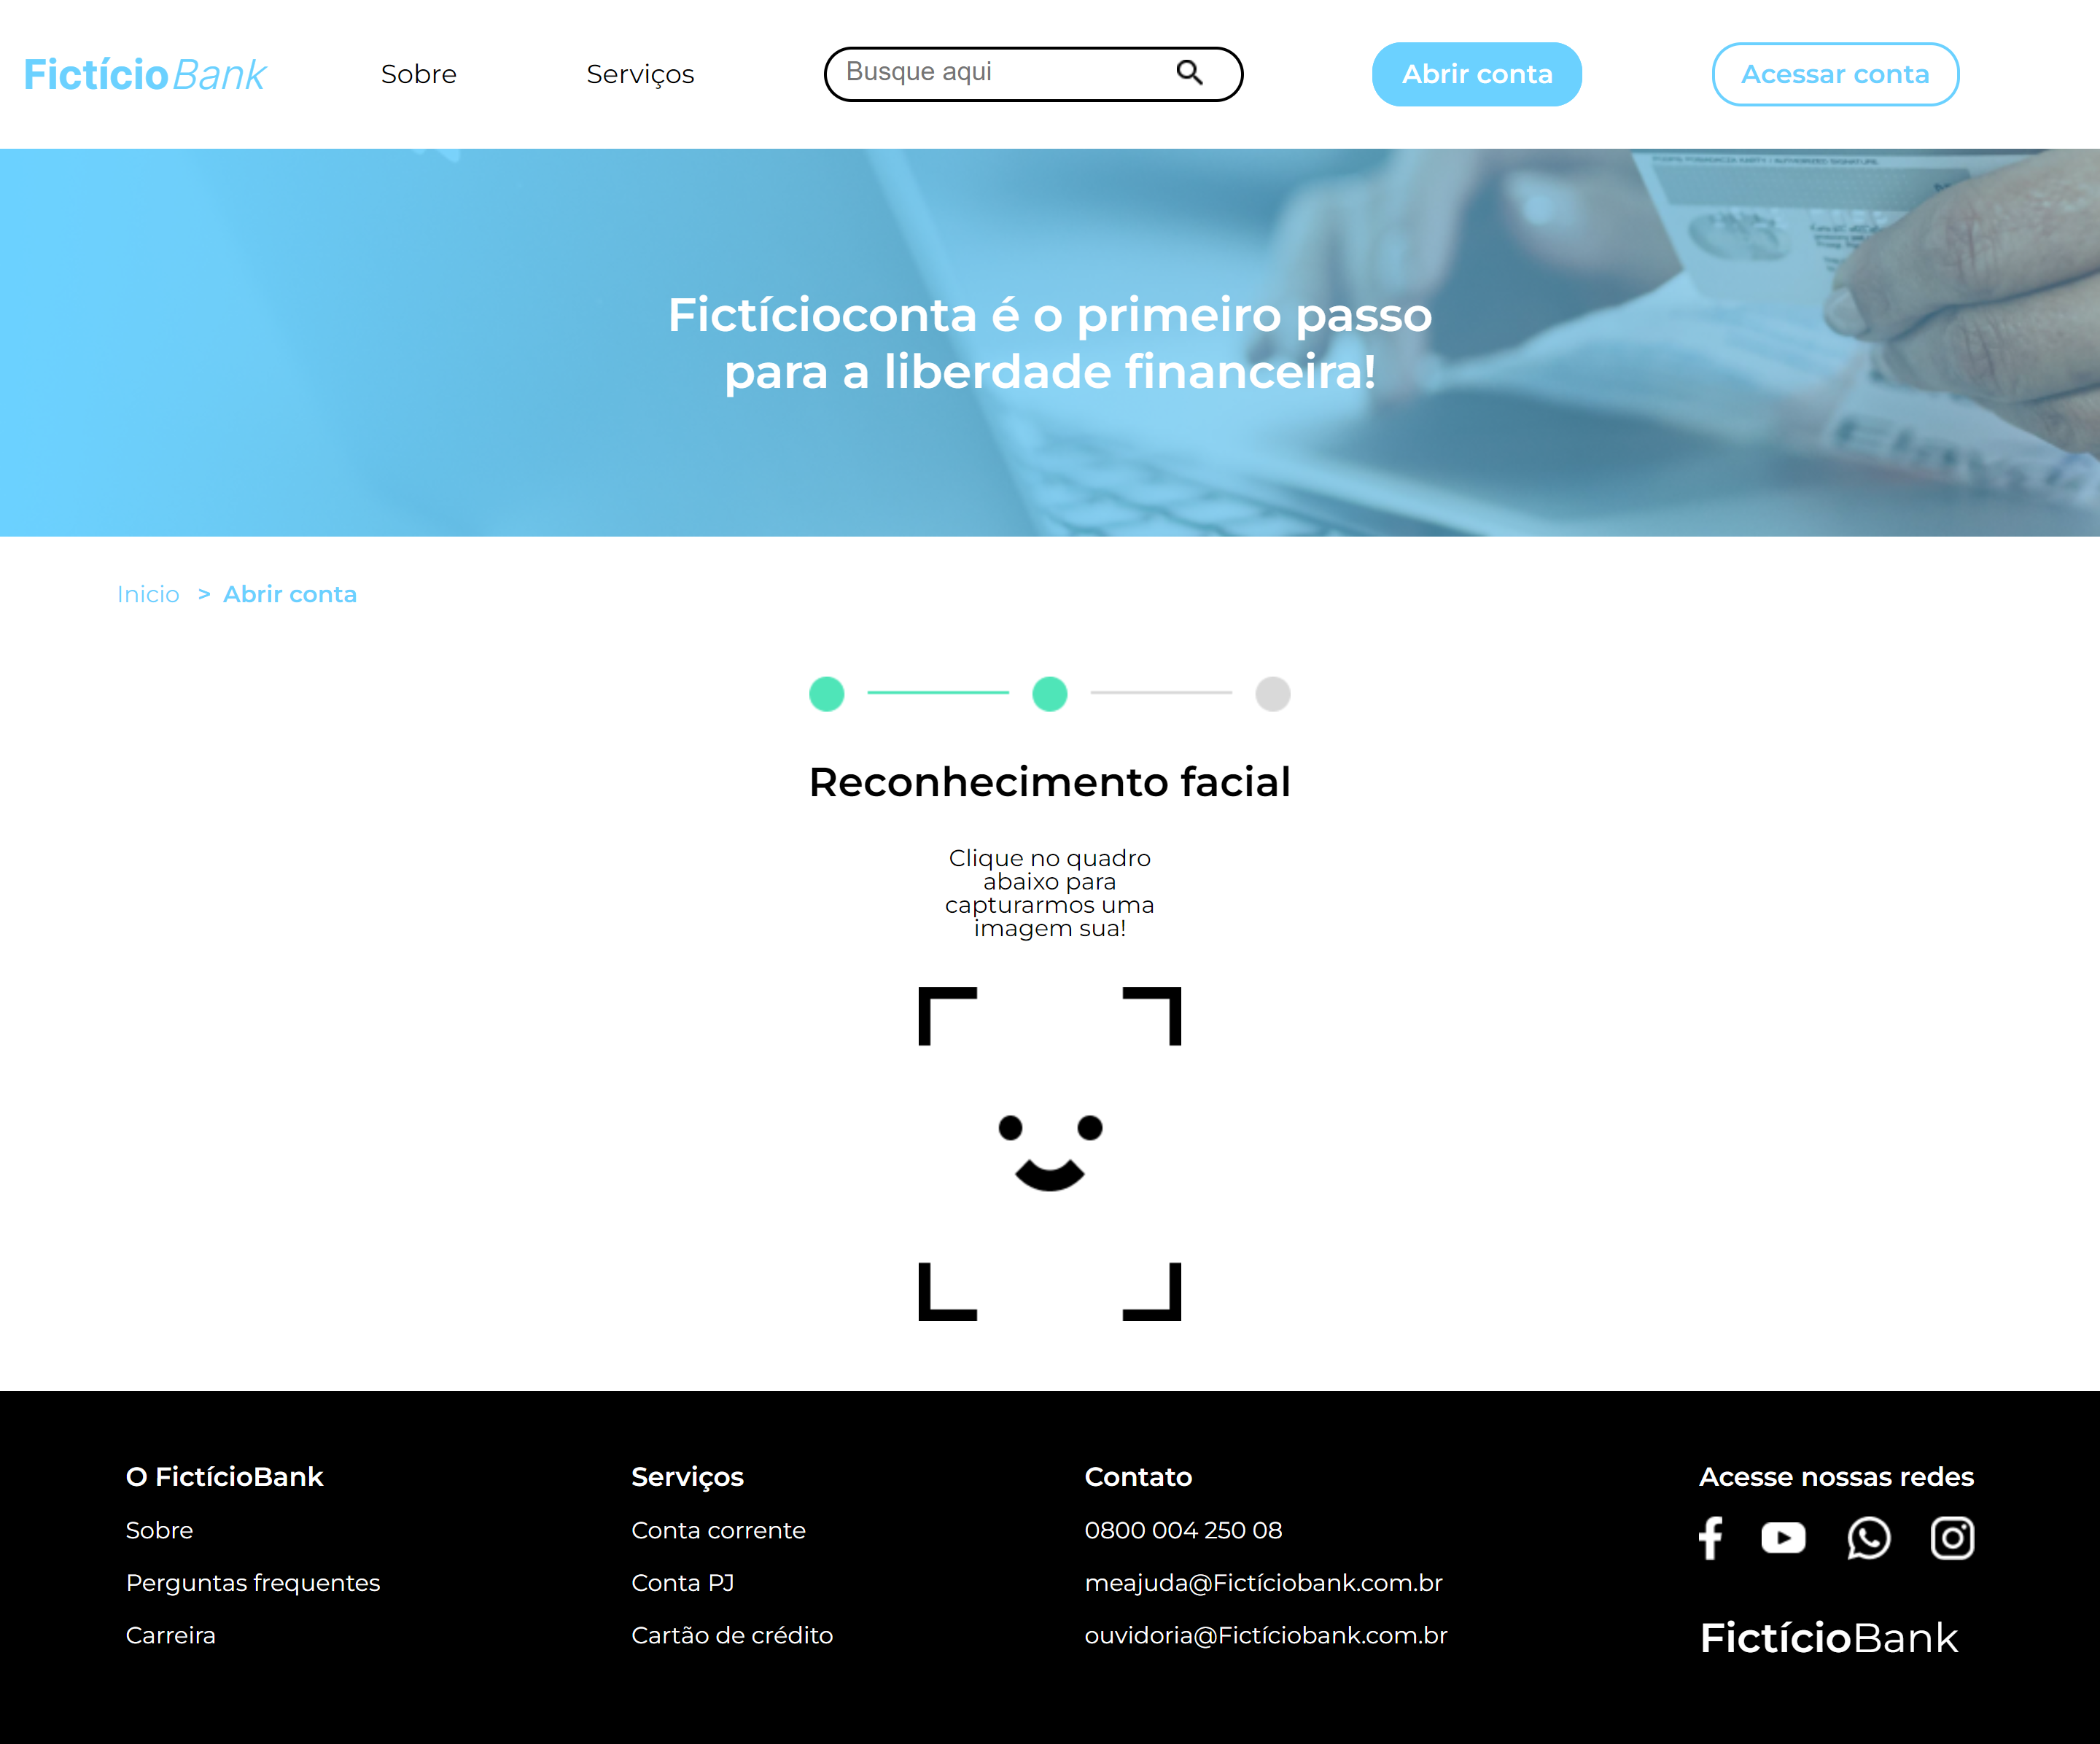 FictícioBank
Sobre
Serviços
Busque aqui
Abrir conta
Acessar conta
Fictícioconta é o primeiro passo
para a liberdade financeira!
Inicio > Abrir conta
Reconhecimento facial
Clique no quadro
abaixo para
capturarmos uma
imagem sua!
O FictícioBank
Sobre
Perguntas frequentes
Carreira
Serviços
Conta corrente
Conta PJ
Cartão de crédito
Contato
0800 004 250 08
meajuda@Fictíciobank.com.br
ouvidoria@Fictíciobank.com.br
Acesse nossas redes
FictícioBank